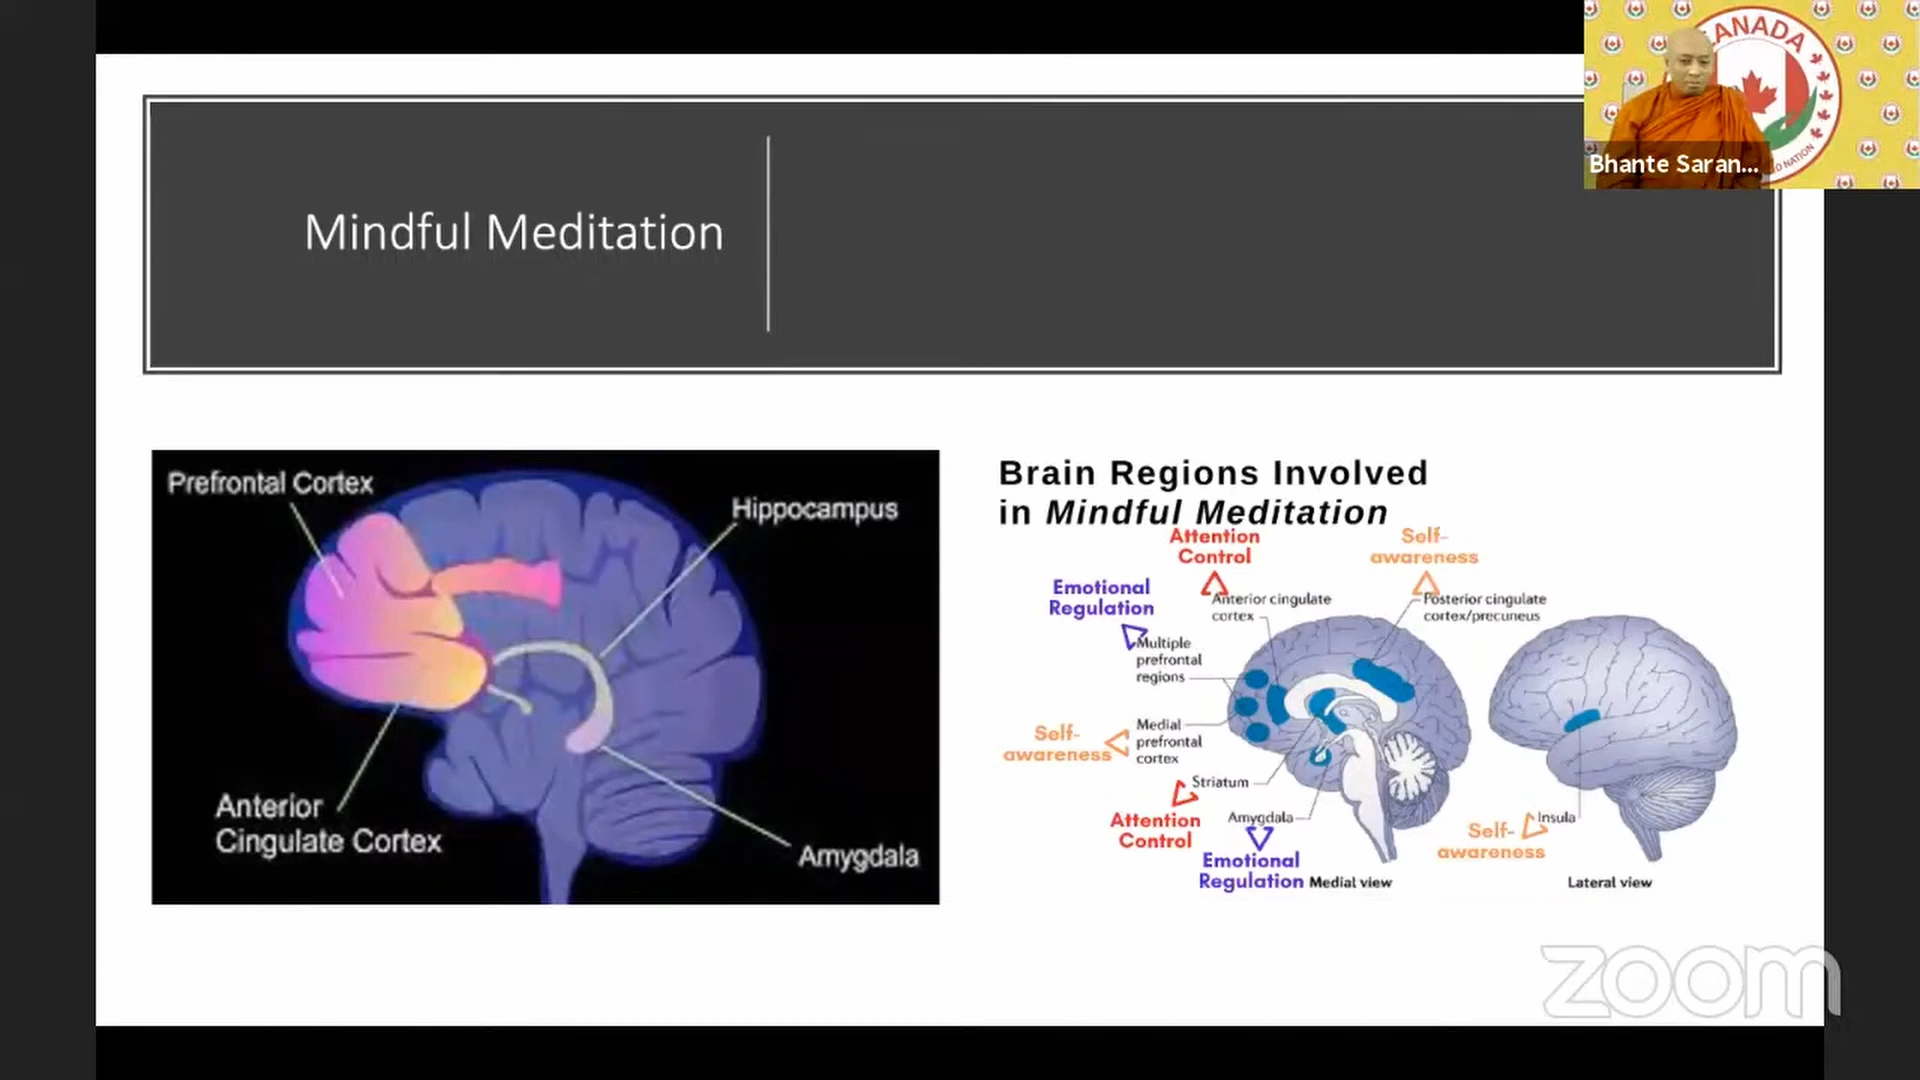 CANADA
NATION
Bhante Saran...
Mindful Meditation
Prefrontal Cortex
Hippocampus
Anterior
Cingulate Cortex
Amygdala
Brain Regions Involved
in Mindful Meditation
Attention
Control
Self-
awareness
Emotional
Regulation
Anterior cingulate
cortex
Posterior cingulate
cortex/precuneus
Multiple
prefrontal
regions
Self-
awareness
Medial
prefrontal
cortex
Striatum
Attention
Control
Amygdala
Emotional
Regulation
Medial view
Self-
awareness
Insula
Lateral view
zoom